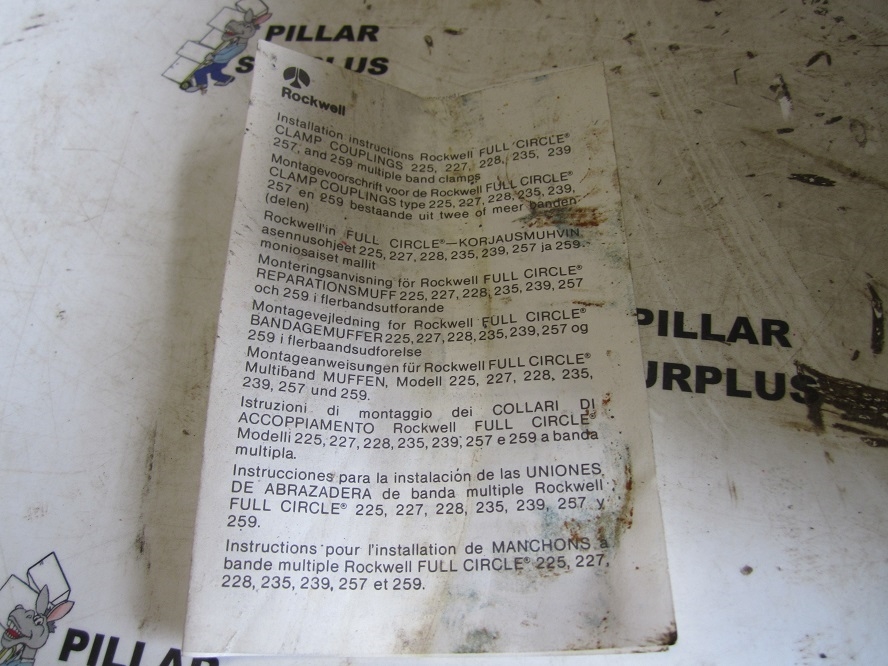 PILLAR
S RPLUS
Rockwell
Installation instructions Rockwell FULL CIRCLE®
CLAMP COUPLINGS 225, 227, 228, 235, 239
257, and 259 multiple band clamps
Montagevoorschrift voor de Rockwell FULL CIRCLE®
CLAMP COUPLINGS type 225, 227, 228, 235, 239,
257 en 259 bestaande uit twee of meer banden
(delen)
Rockwell'in FULL CIRCLE®—KORJAUSMUHVIN
asennusohjeet 225, 227, 228, 235, 239, 257 ja 259.
moniosaiset mallit
Monteringsanvisning för Rockwell FULL CIRCLE®
REPARATIONSMUFF 225, 227, 228, 235, 239, 257
och 259 i flerbandsutforande
Montagevejledning for Rockwell FULL CIRCLE®
BANDAGEMUFFER 225, 227, 228, 235, 239, 257 og
259 i flerbaandsudforelse
Montageanweisungen für Rockwell FULL CIRCLE®
Multiband MUFFEN, Modell 225, 227, 228, 235,
239, 257 und 259.
Istruzioni di montaggio dei COLLARI DI
ACCOPPIAMENTO Rockwell FULL CIRCLE®
Modelli 225, 227, 228, 235, 239, 257 e 259 a banda
multipla.
Instrucciones para la instalación de las UNIONES
DE ABRAZADERA de banda multiple Rockwell
FULL CIRCLE® 225, 227, 228, 235, 239, 257 y
259.
Instructions pour l'installation de MANCHONS a
bande multiple Rockwell FULL CIRCLE® 225, 227,
228, 235, 239, 257 et 259.
PILLAR
URPLUS
PILLAR